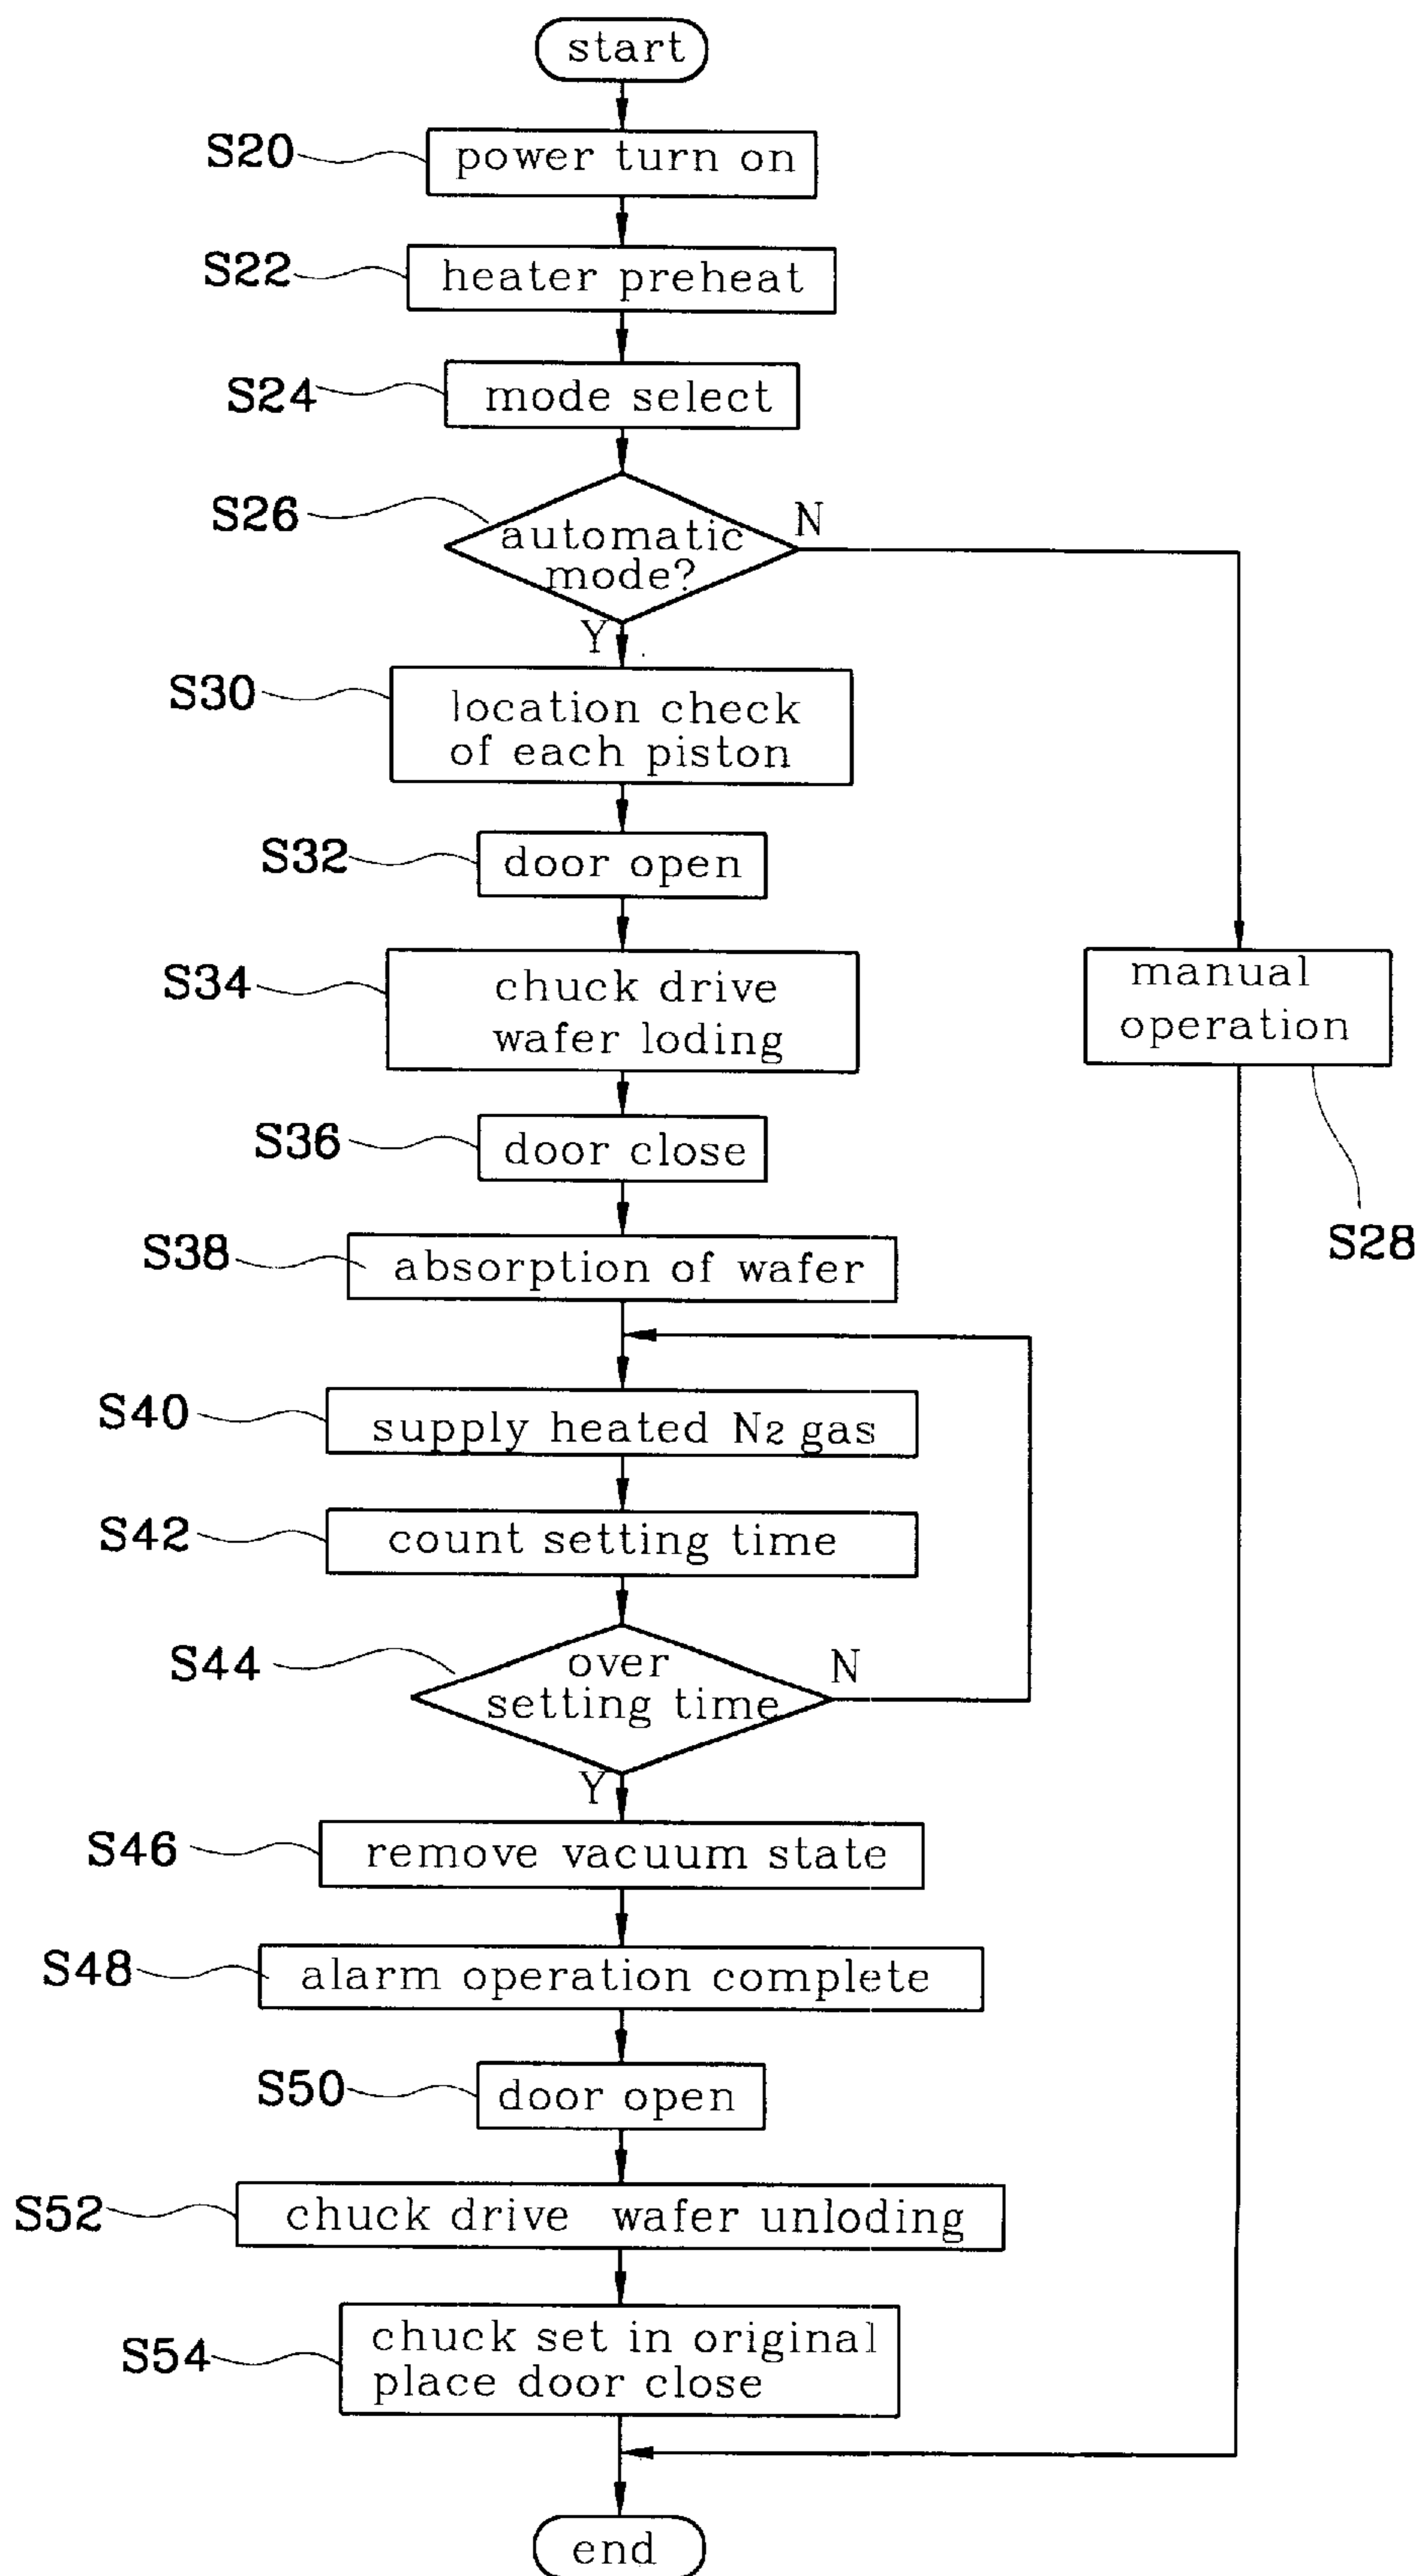 start
S20
power turn on
S22
heater preheat
S24
mode select
S26
automatic
mode?
N
Y
S30
location check
of each piston
S32
door open
S34
chuck drive
wafer loding
manual
operation
S28
S36
door close
S38
absorption of wafer
S40
supply heated N2 gas
S42
count setting time
S44
over
setting time
N
Y
S46
remove vacuum state
S48
alarm operation complete
S50
door open
S52
chuck drive wafer unloding
S54
chuck set in original
place door close
end